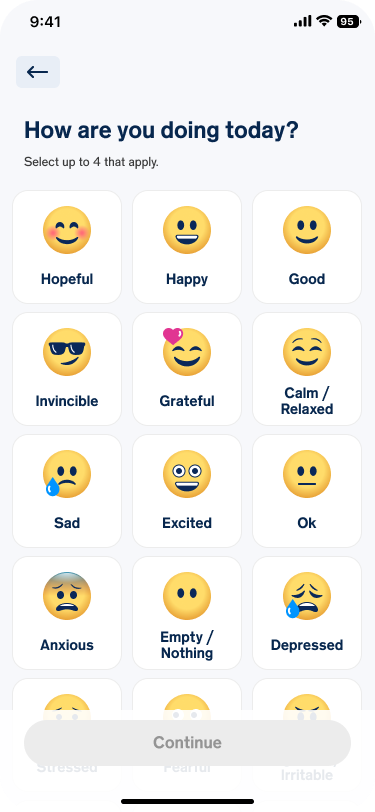 9:41
95
How are you doing today?
Select up to 4 that apply.
Hopeful
Happy
Good
Invincible
Grateful
Calm /
Relaxed
Sad
Excited
Ok
Anxious
Empty /
Nothing
Depressed
Continue
Stressed
Fearful
Irritable